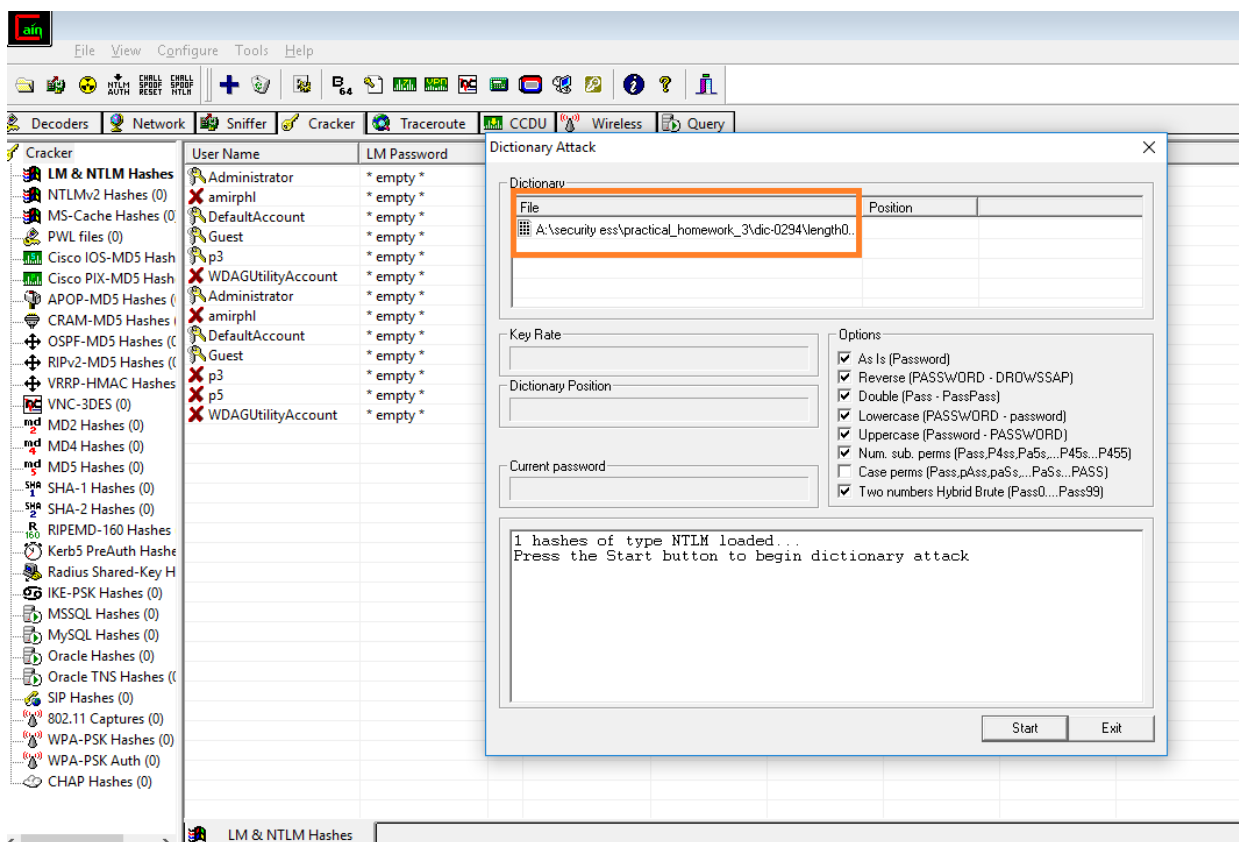 aín
File View Configure Tools Help
NTLM AUTH CHALL SPOOF RESET CHALL SPOOF NTLM B64
Decoders Network Sniffer Cracker Traceroute CCDU Wireless Query
Cracker
LM & NTLM Hashes
NTLMv2 Hashes (0)
MS-Cache Hashes (0
PWL files (0)
Cisco IOS-MD5 Hash
Cisco PIX-MD5 Hash
APOP-MD5 Hashes (
CRAM-MD5 Hashes (
OSPF-MD5 Hashes ((
RIPv2-MD5 Hashes ((
VRRP-HMAC Hashes
VNC-3DES (0)
MD2 Hashes (0)
MD4 Hashes (0)
MD5 Hashes (0)
SHA-1 Hashes (0)
SHA-2 Hashes (0)
RIPEMD-160 Hashes
Kerb5 PreAuth Hashe
Radius Shared-Key H
IKE-PSK Hashes (0)
MSSQL Hashes (0)
MySQL Hashes (0)
Oracle Hashes (0)
Oracle TNS Hashes ((
SIP Hashes (0)
802.11 Captures (0)
WPA-PSK Hashes (0)
WPA-PSK Auth (0)
CHAP Hashes (0)
User Name LM Password
Administrator * empty *
amirphl * empty *
DefaultAccount * empty *
Guest * empty *
p3 * empty *
WDAGUtilityAccount * empty *
Administrator * empty *
amirphl * empty *
DefaultAccount * empty *
Guest * empty *
p3 * empty *
p5 * empty *
WDAGUtilityAccount * empty *
Dictionary Attack
Dictionary
File Position
A:\security ess\practical_homework_3\dic-0294\length0..
Key Rate
Dictionary Position
Current password
Options
As Is (Password)
Reverse (PASSWORD - DROWSSAP)
Double (Pass - PassPass)
Lowercase (PASSWORD - password)
Uppercase (Password - PASSWORD)
Num. sub. perms (Pass,P4ss,Pa5s,...P45s...P455)
Case perms (Pass,pAss,paSs,...PaSs...PASS)
Two numbers Hybrid Brute (Pass0....Pass99)
1 hashes of type NTLM loaded...
Press the Start button to begin dictionary attack
Start Exit
LM & NTLM Hashes